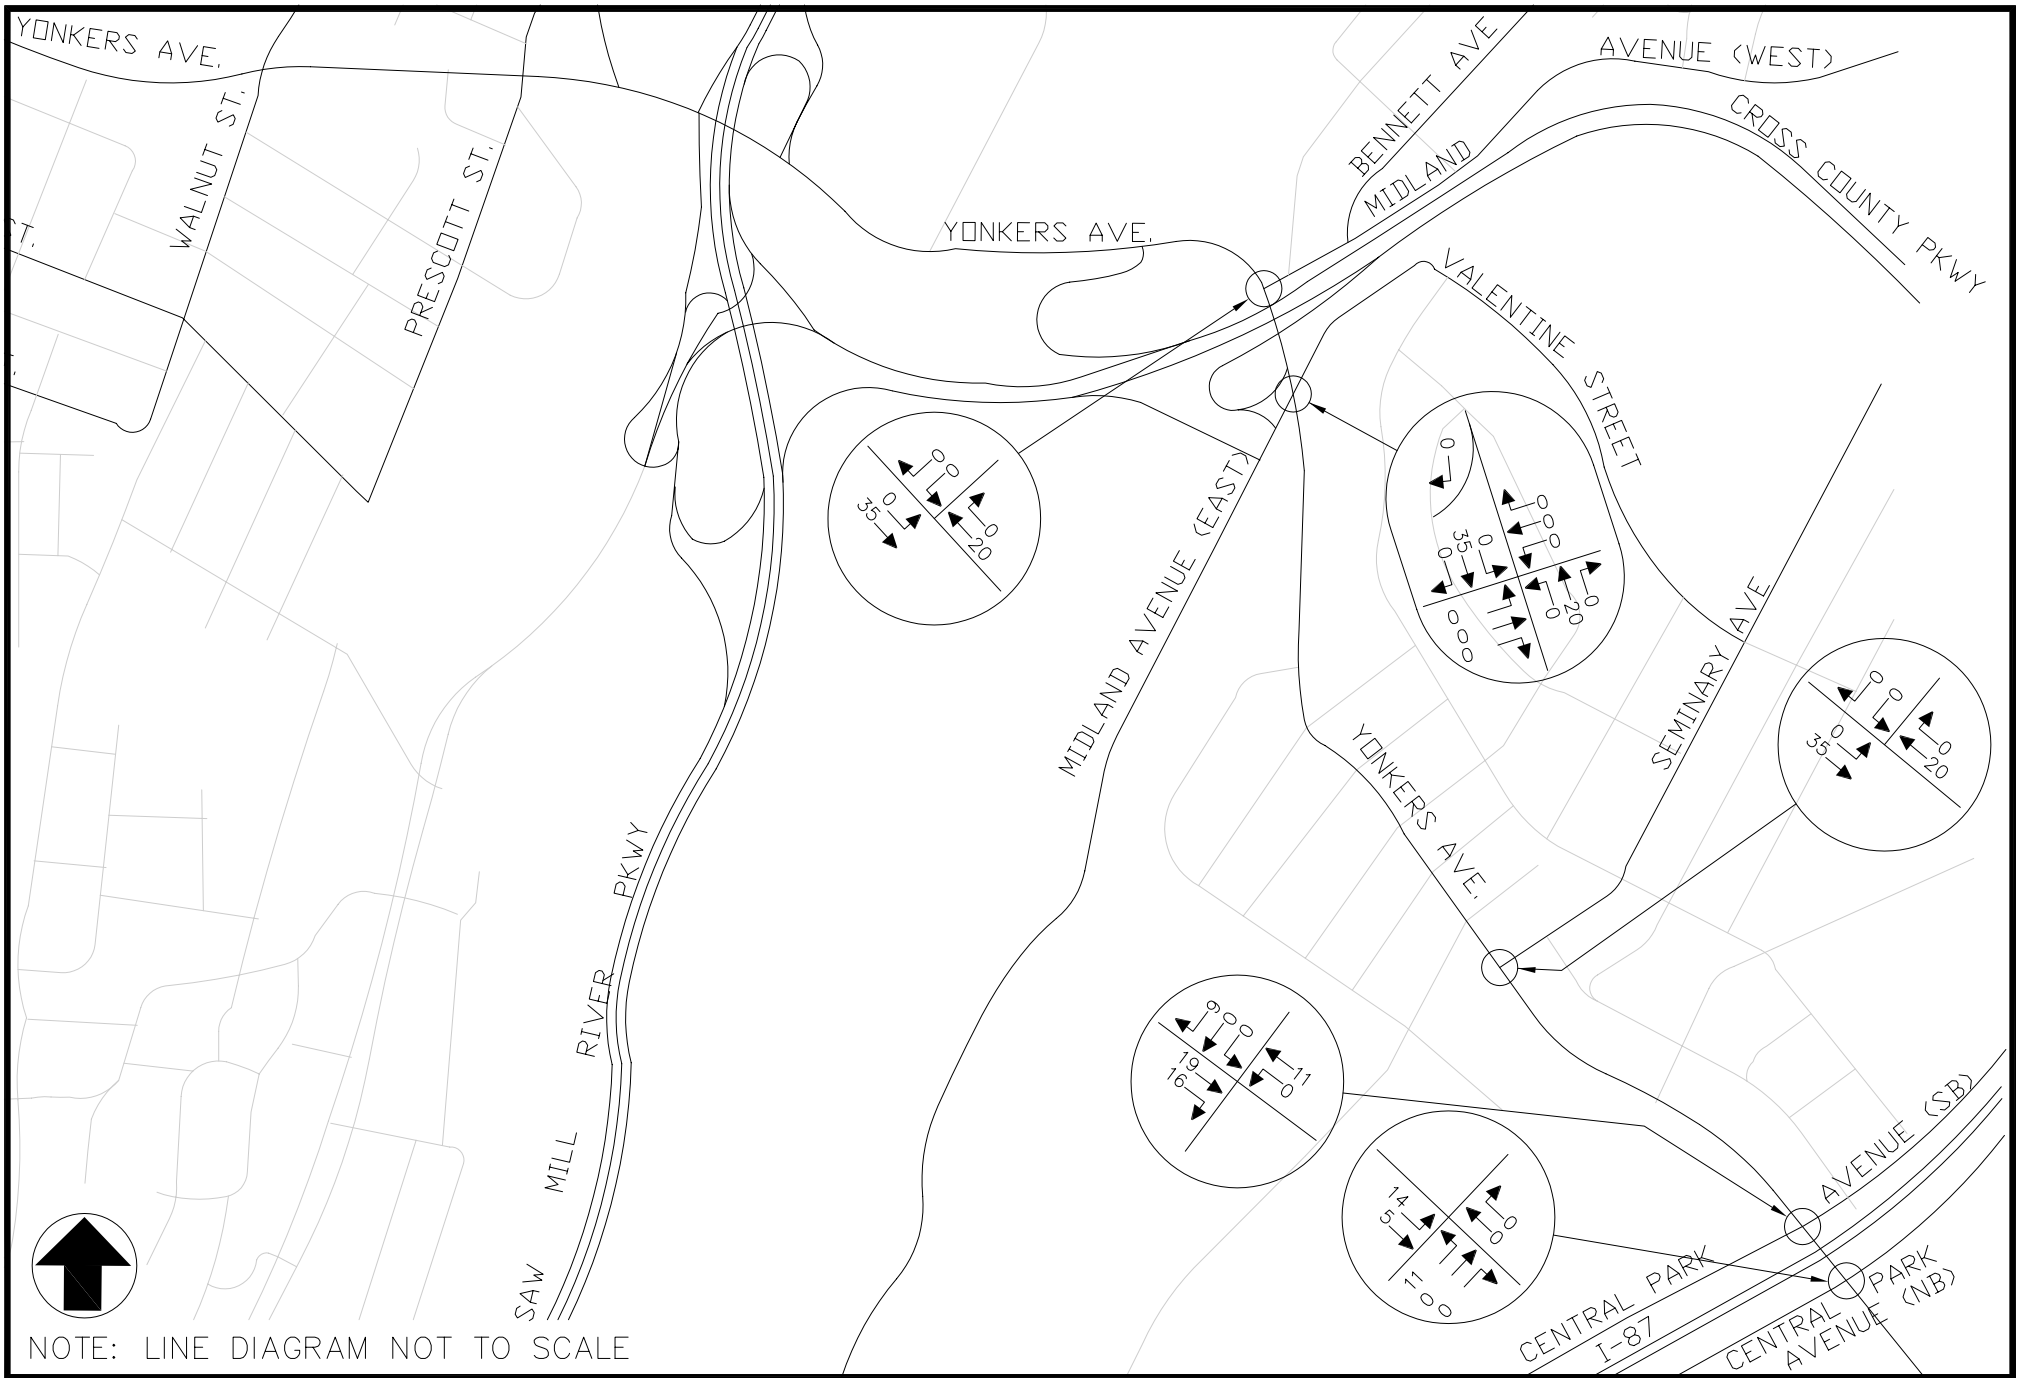 YONKERS AVE.
WALNUT ST.
PRESCOTT ST.
ST.
YONKERS AVE.
BENNETT AVE
MIDLAND
AVENUE (WEST)
CROSS COUNTY PKWY
VALENTINE STREET
MIDLAND AVENUE (EAST)
SEMINARY AVE
YONKERS AVE.
SAW MILL RIVER PKWY
0
0
0
35
0
20
0
0
0
0
0
35
0
0
20
0
0
0
0
0
0
0
35
0
20
9
0
0
19
16
11
0
14
5
0
0
11
0
0
CENTRAL PARK AVENUE (SB)
I-87
CENTRAL PARK
AVENUE (NB)
NOTE: LINE DIAGRAM NOT TO SCALE